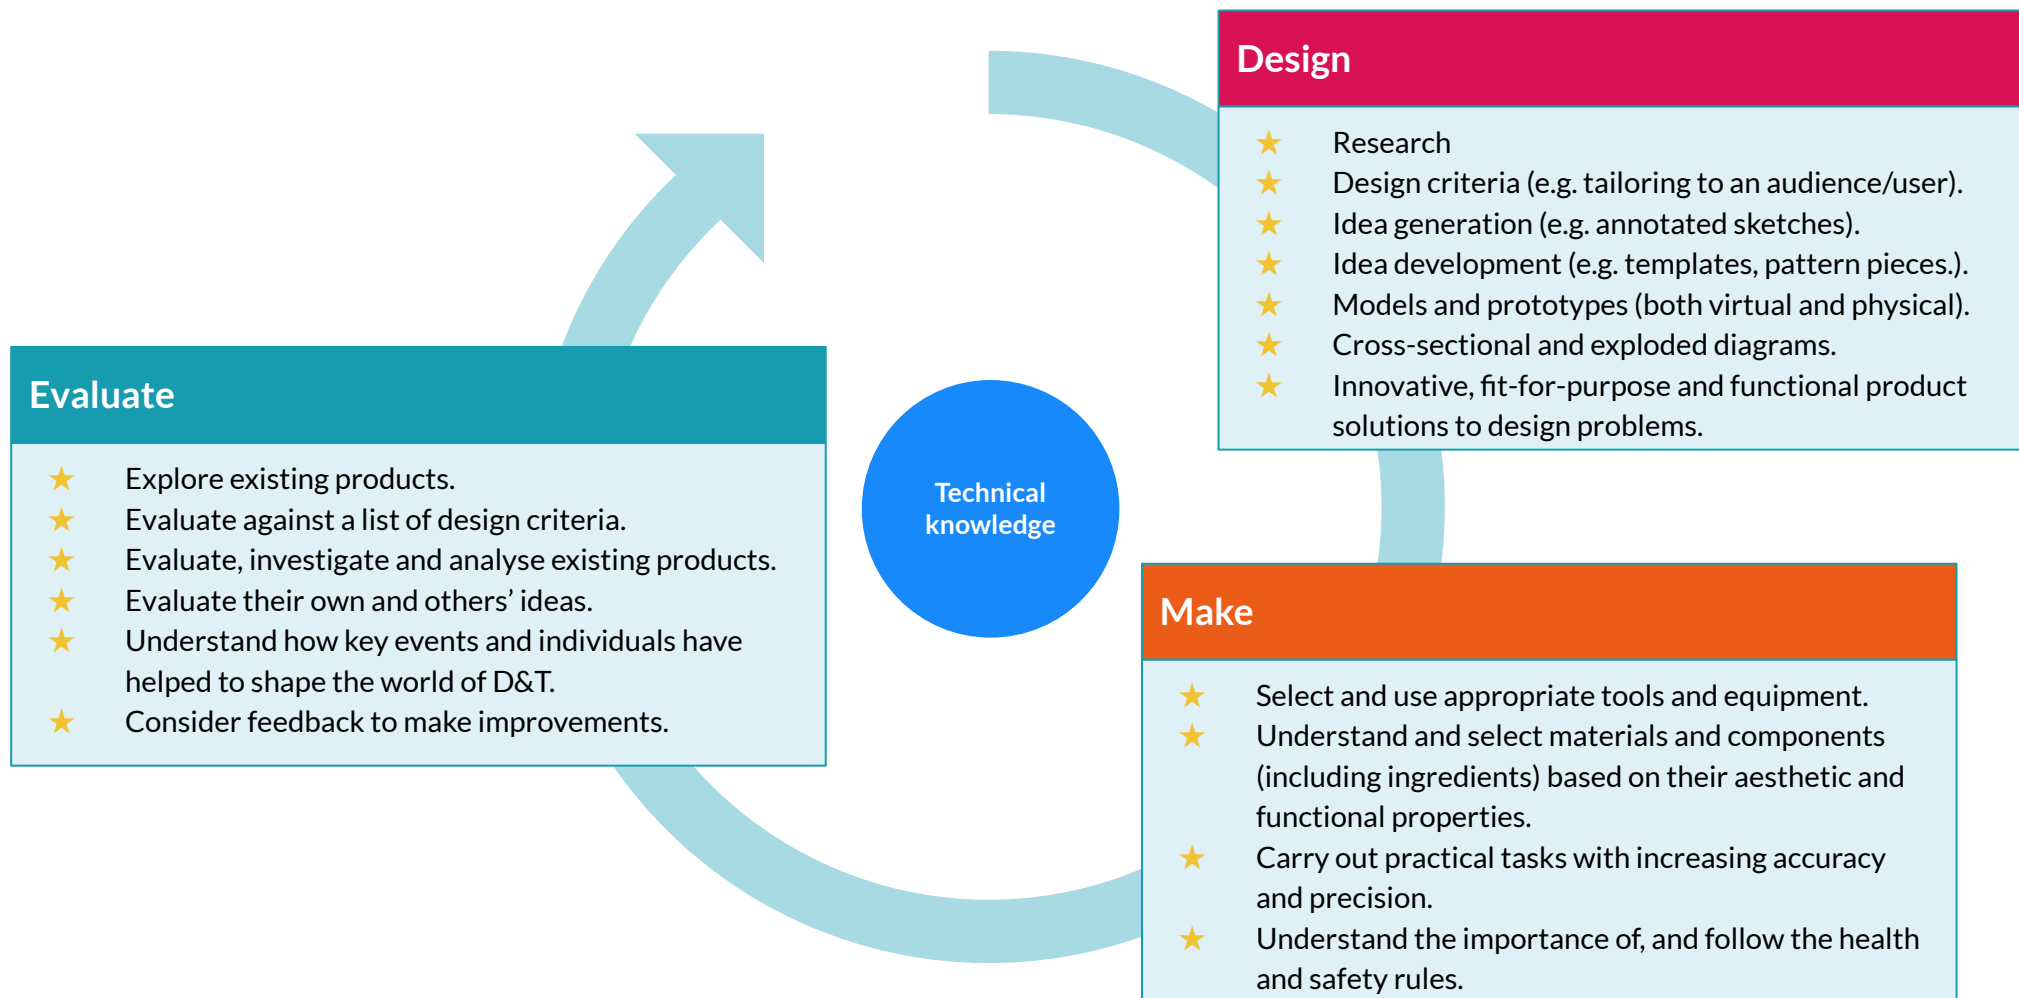 Design
★ Research
★ Design criteria (e.g. tailoring to an audience/user).
★ Idea generation (e.g. annotated sketches).
★ Idea development (e.g. templates, pattern pieces.).
★ Models and prototypes (both virtual and physical).
★ Cross-sectional and exploded diagrams.
★ Innovative, fit-for-purpose and functional product
solutions to design problems.
Evaluate
★ Explore existing products.
★ Evaluate against a list of design criteria.
★ Evaluate, investigate and analyse existing products.
★ Evaluate their own and others’ ideas.
★ Understand how key events and individuals have
helped to shape the world of D&T.
★ Consider feedback to make improvements.
Technical
knowledge
Make
★ Select and use appropriate tools and equipment.
★ Understand and select materials and components
(including ingredients) based on their aesthetic and
functional properties.
★ Carry out practical tasks with increasing accuracy
and precision.
★ Understand the importance of, and follow the health
and safety rules.